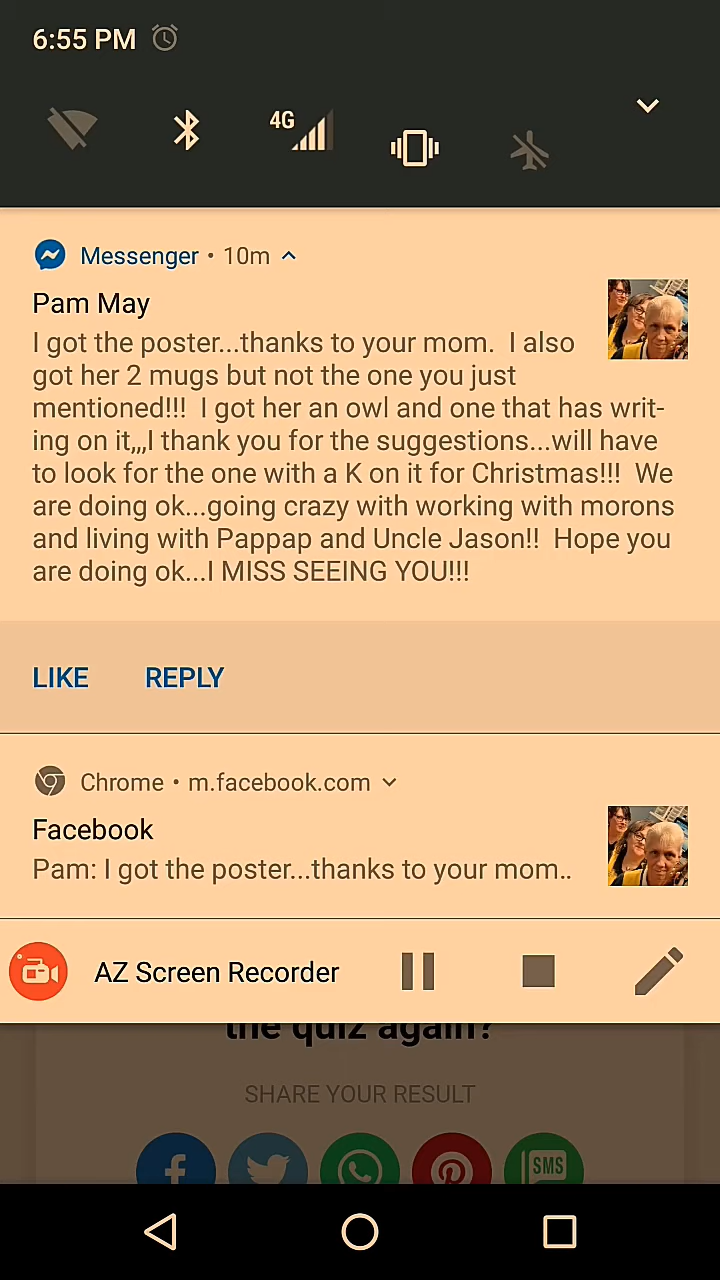 6:55 PM
4G
Messenger • 10m
Pam May
I got the poster...thanks to your mom.  I also
got her 2 mugs but not the one you just
mentioned!!!  I got her an owl and one that has writ-
ing on it,,,I thank you for the suggestions...will have
to look for the one with a K on it for Christmas!!!  We
are doing ok...going crazy with working with morons
and living with Pappap and Uncle Jason!!  Hope you
are doing ok...I MISS SEEING YOU!!!
LIKE REPLY
Chrome • m.facebook.com
Facebook
Pam: I got the poster...thanks to your mom..
AZ Screen Recorder
the quiz again?
SHARE YOUR RESULT
SMS